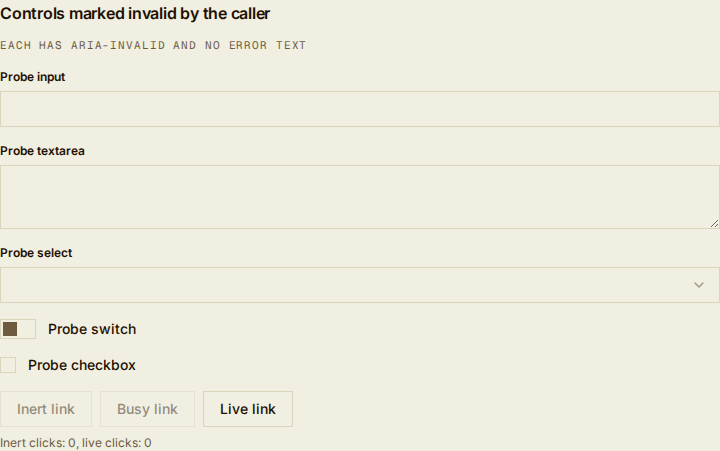 Controls marked invalid by the caller
EACH HAS ARIA-INVALID AND NO ERROR TEXT
Probe input
Probe textarea
Probe select
Probe switch
Probe checkbox
Inert link Busy link Live link
Inert clicks: 0, live clicks: 0